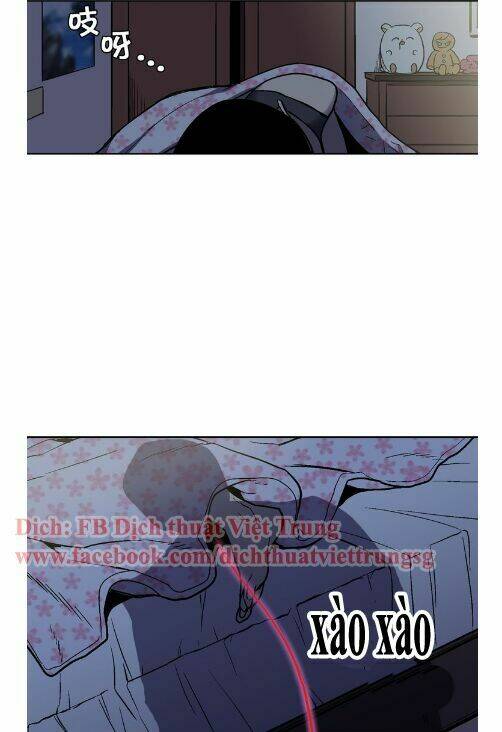 吱呀...
Dịch: FB Dịch thuật Việt Trung
www.facebook.com/dichthuatviettrungsg
xào xào